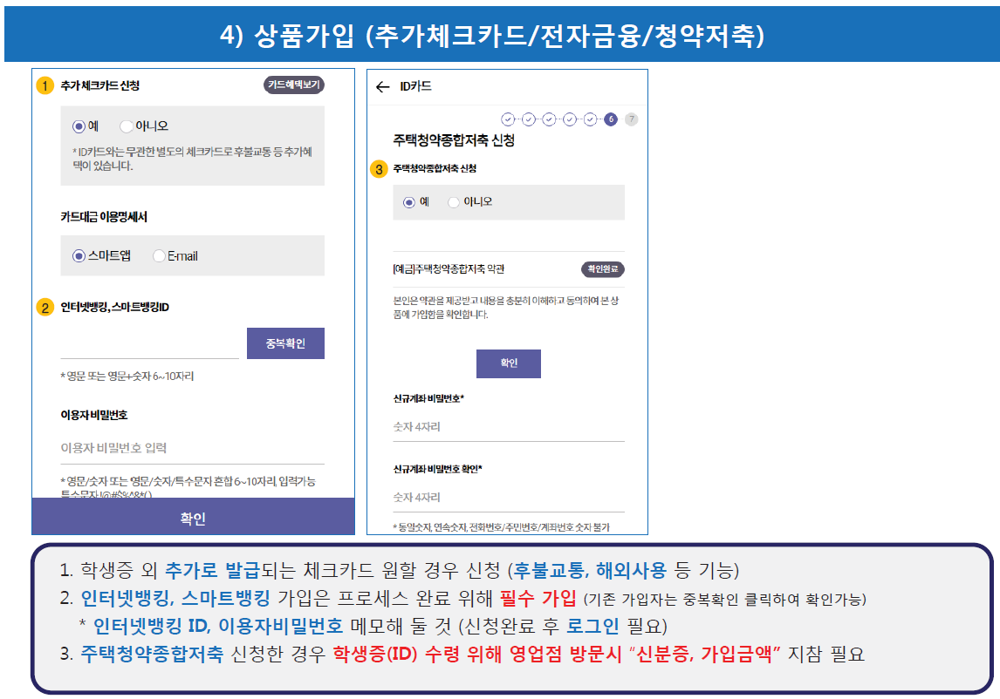 4) 상품가입 (추가체크카드/전자금융/청약저축)
1 추가 체크카드 신청 카드혜택보기
예 아니오
* ID카드와는 무관한 별도의 체크카드로 후불교통 등 추가혜
택이 있습니다.
카드대금 이용명세서
스마트앱 E-mail
2 인터넷뱅킹, 스마트뱅킹ID
중복확인
* 영문 또는 영문+숫자 6~10자리
이용자 비밀번호
이용자 비밀번호 입력
* 영문/숫자 또는 영문/숫자/특수문자 혼합 6~10자리, 입력가능
특수문자:!@#$%^&*( )
확인
← ID카드
6 7
주택청약종합저축 신청
3 주택청약종합저축 신청
예 아니오
[예금]주택청약종합저축 약관 확인완료
본인은 약관을 제공받고 내용을 충분히 이해하고 동의하여 본 상
품에 가입함을 확인합니다.
확인
신규계좌 비밀번호*
숫자 4자리
신규계좌 비밀번호 확인*
숫자 4자리
* 동일숫자, 연속숫자, 전화번호/주민번호/계좌번호 숫자 불가
1. 학생증 외 추가로 발급되는 체크카드 원할 경우 신청 (후불교통, 해외사용 등 기능)
2. 인터넷뱅킹, 스마트뱅킹 가입은 프로세스 완료 위해 필수 가입 (기존 가입자는 중복확인 클릭하여 확인가능)
* 인터넷뱅킹 ID, 이용자비밀번호 메모해 둘 것 (신청완료 후 로그인 필요)
3. 주택청약종합저축 신청한 경우 학생증(ID) 수령 위해 영업점 방문시 “신분증, 가입금액” 지참 필요